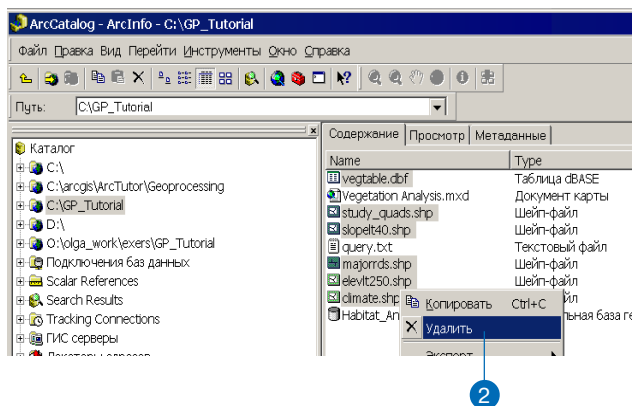 ArcCatalog - ArcInfo - C:\GP_Tutorial
Файл Правка Вид Перейти Инструменты Окно Справка
Путь: C:\GP_Tutorial
Содержание Просмотр Метаданные
Каталог
C:\
C:\arcgis\ArcTutor\Geoprocessing
C:\GP_Tutorial
D:\
O:\olga_work\exers\GP_Tutorial
Подключения баз данных
Scalar References
Search Results
Tracking Connections
ГИС серверы
Name Type
vegtable.dbf Таблица dBASE
Vegetation Analysis.mxd Документ карты
study_quads.shp Шейп-файл
slopelt40.shp Шейп-файл
query.txt Текстовый файл
majorrds.shp Шейп-файл
elevlt250.shp Шейп-файл
climate.shp
Habitat_An
Копировать Ctrl+C
Удалить
2